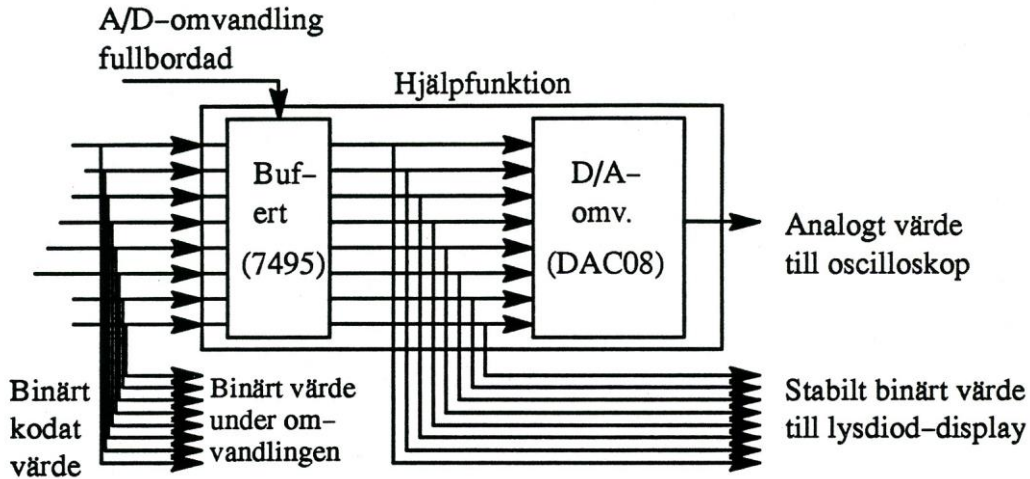 A/D–omvandling
fullbordad
Hjälpfunktion
Buf–
ert
(7495)
D/A–
omv.
(DAC08)
Analogt värde
till oscilloskop
Binärt
kodat
värde
Binärt värde
under om–
vandlingen
Stabilt binärt värde
till lysdiod–display